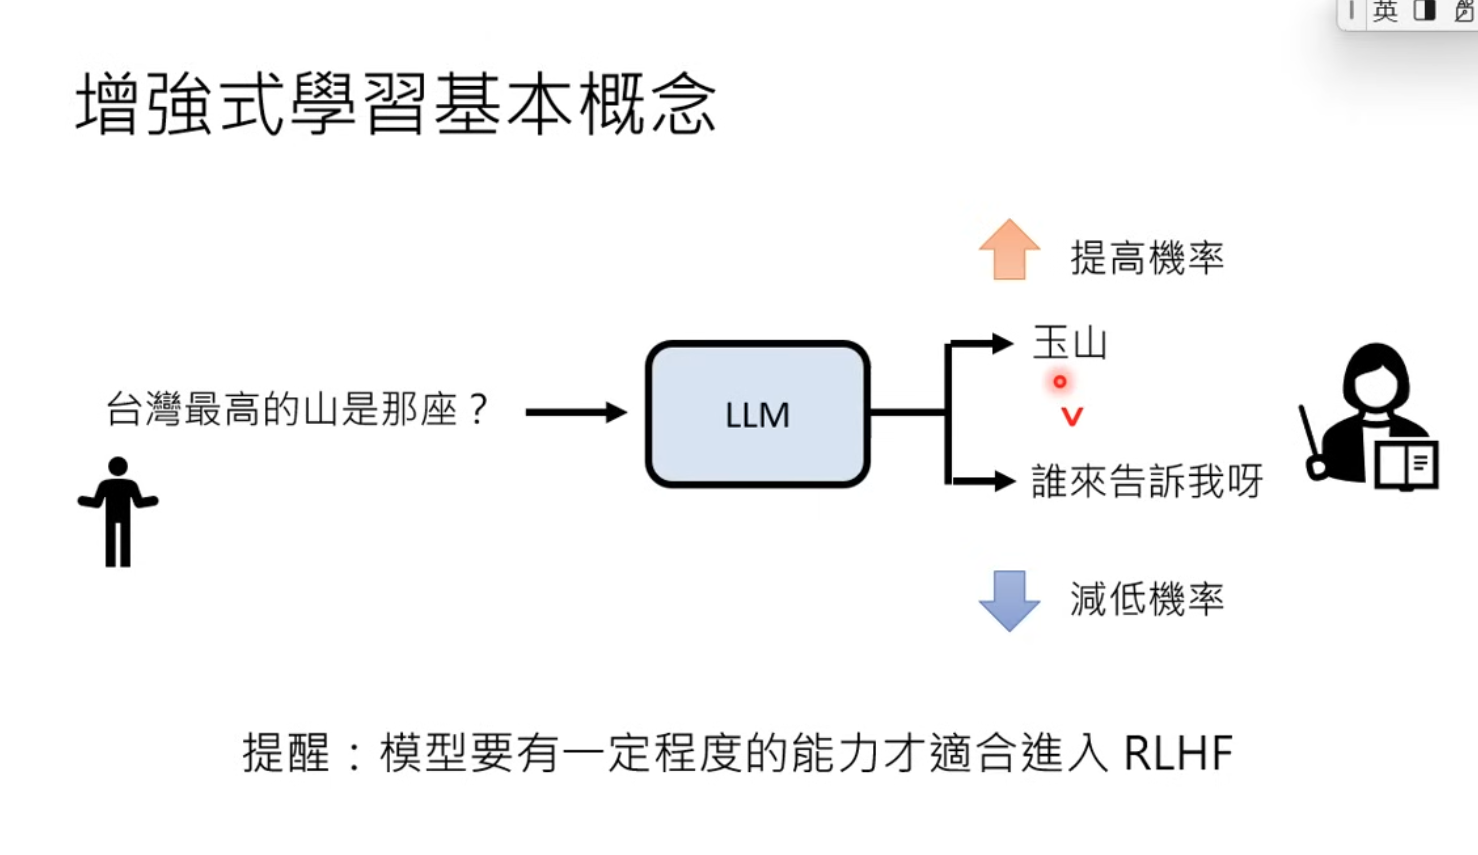 英
增強式學習基本概念
提高機率
玉山
台灣最高的山是那座？
LLM
誰來告訴我呀
減低機率
提醒：模型要有一定程度的能力才適合進入 RLHF